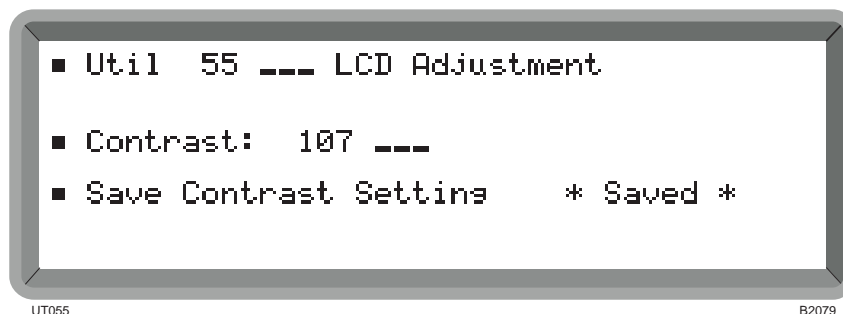 ▪ Util 55 ___ LCD Adjustment
▪ Contrast: 107 ___
▪ Save Contrast Setting * Saved *
UT055 B2079